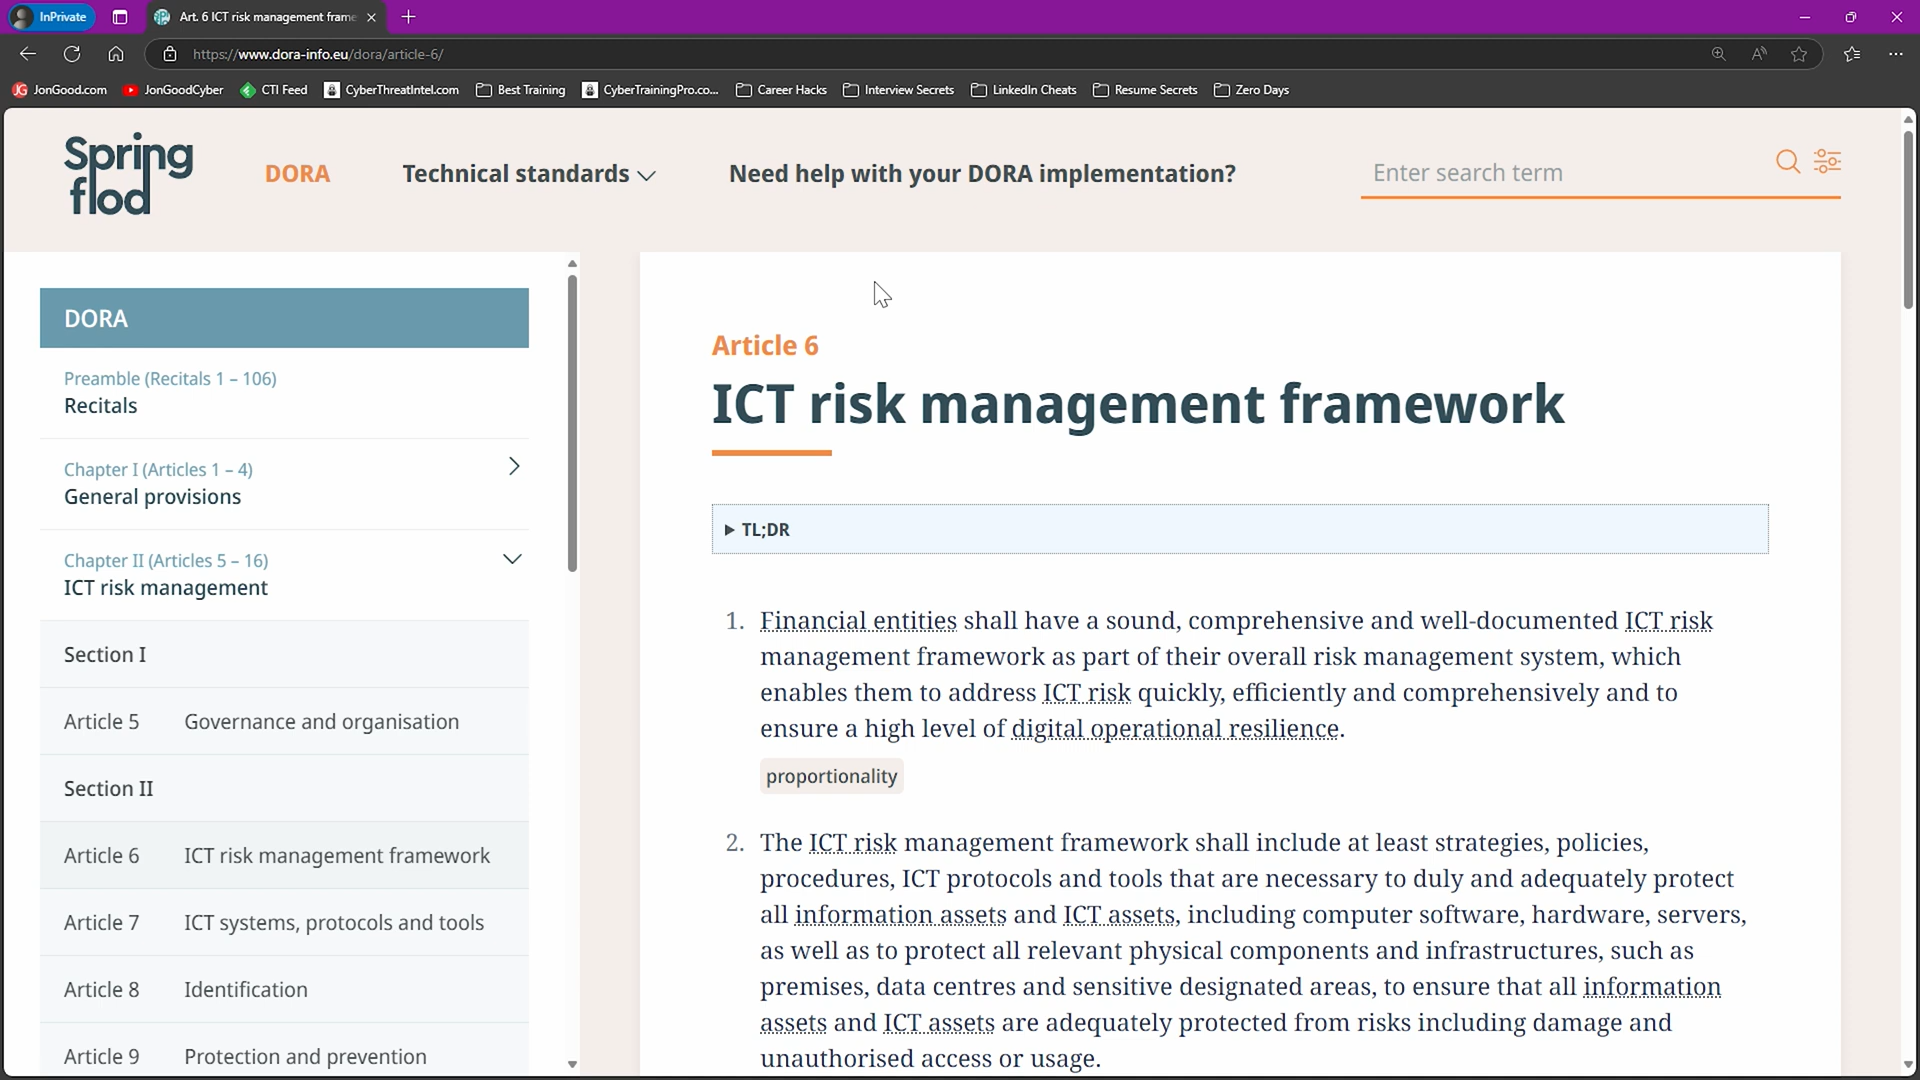 InPrivate
Art. 6 ICT risk management frame
https://www.dora-info.eu/dora/article-6/
JonGood.com
JonGoodCyber
CTI Feed
CyberThreatIntel.com
Best Training
CyberTrainingPro.co...
Career Hacks
Interview Secrets
LinkedIn Cheats
Resume Secrets
Zero Days
Spring
flod
DORA
Technical standards
Need help with your DORA implementation?
Enter search term
DORA
Preamble (Recitals 1 – 106)
Recitals
Chapter I (Articles 1 – 4)
General provisions
Chapter II (Articles 5 – 16)
ICT risk management
Section I
Article 5 Governance and organisation
Section II
Article 6 ICT risk management framework
Article 7 ICT systems, protocols and tools
Article 8 Identification
Article 9 Protection and prevention
Article 6
ICT risk management framework
TL;DR
1. Financial entities shall have a sound, comprehensive and well-documented ICT risk
management framework as part of their overall risk management system, which
enables them to address ICT risk quickly, efficiently and comprehensively and to
ensure a high level of digital operational resilience.
proportionality
2. The ICT risk management framework shall include at least strategies, policies,
procedures, ICT protocols and tools that are necessary to duly and adequately protect
all information assets and ICT assets, including computer software, hardware, servers,
as well as to protect all relevant physical components and infrastructures, such as
premises, data centres and sensitive designated areas, to ensure that all information
assets and ICT assets are adequately protected from risks including damage and
unauthorised access or usage.